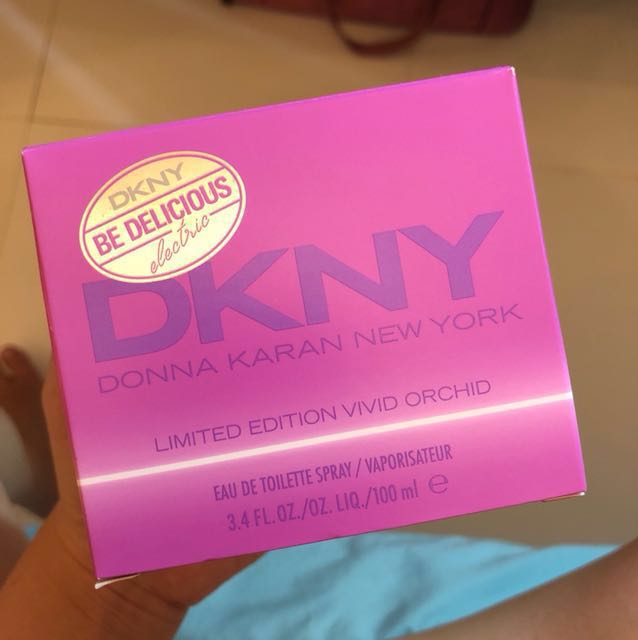 DKNY
BE DELICIOUS
electric
DKNY
DONNA KARAN NEW YORK
LIMITED EDITION VIVID ORCHID
EAU DE TOILETTE SPRAY / VAPORISATEUR
3.4 FL. OZ./OZ. LIQ./100 ml ℮